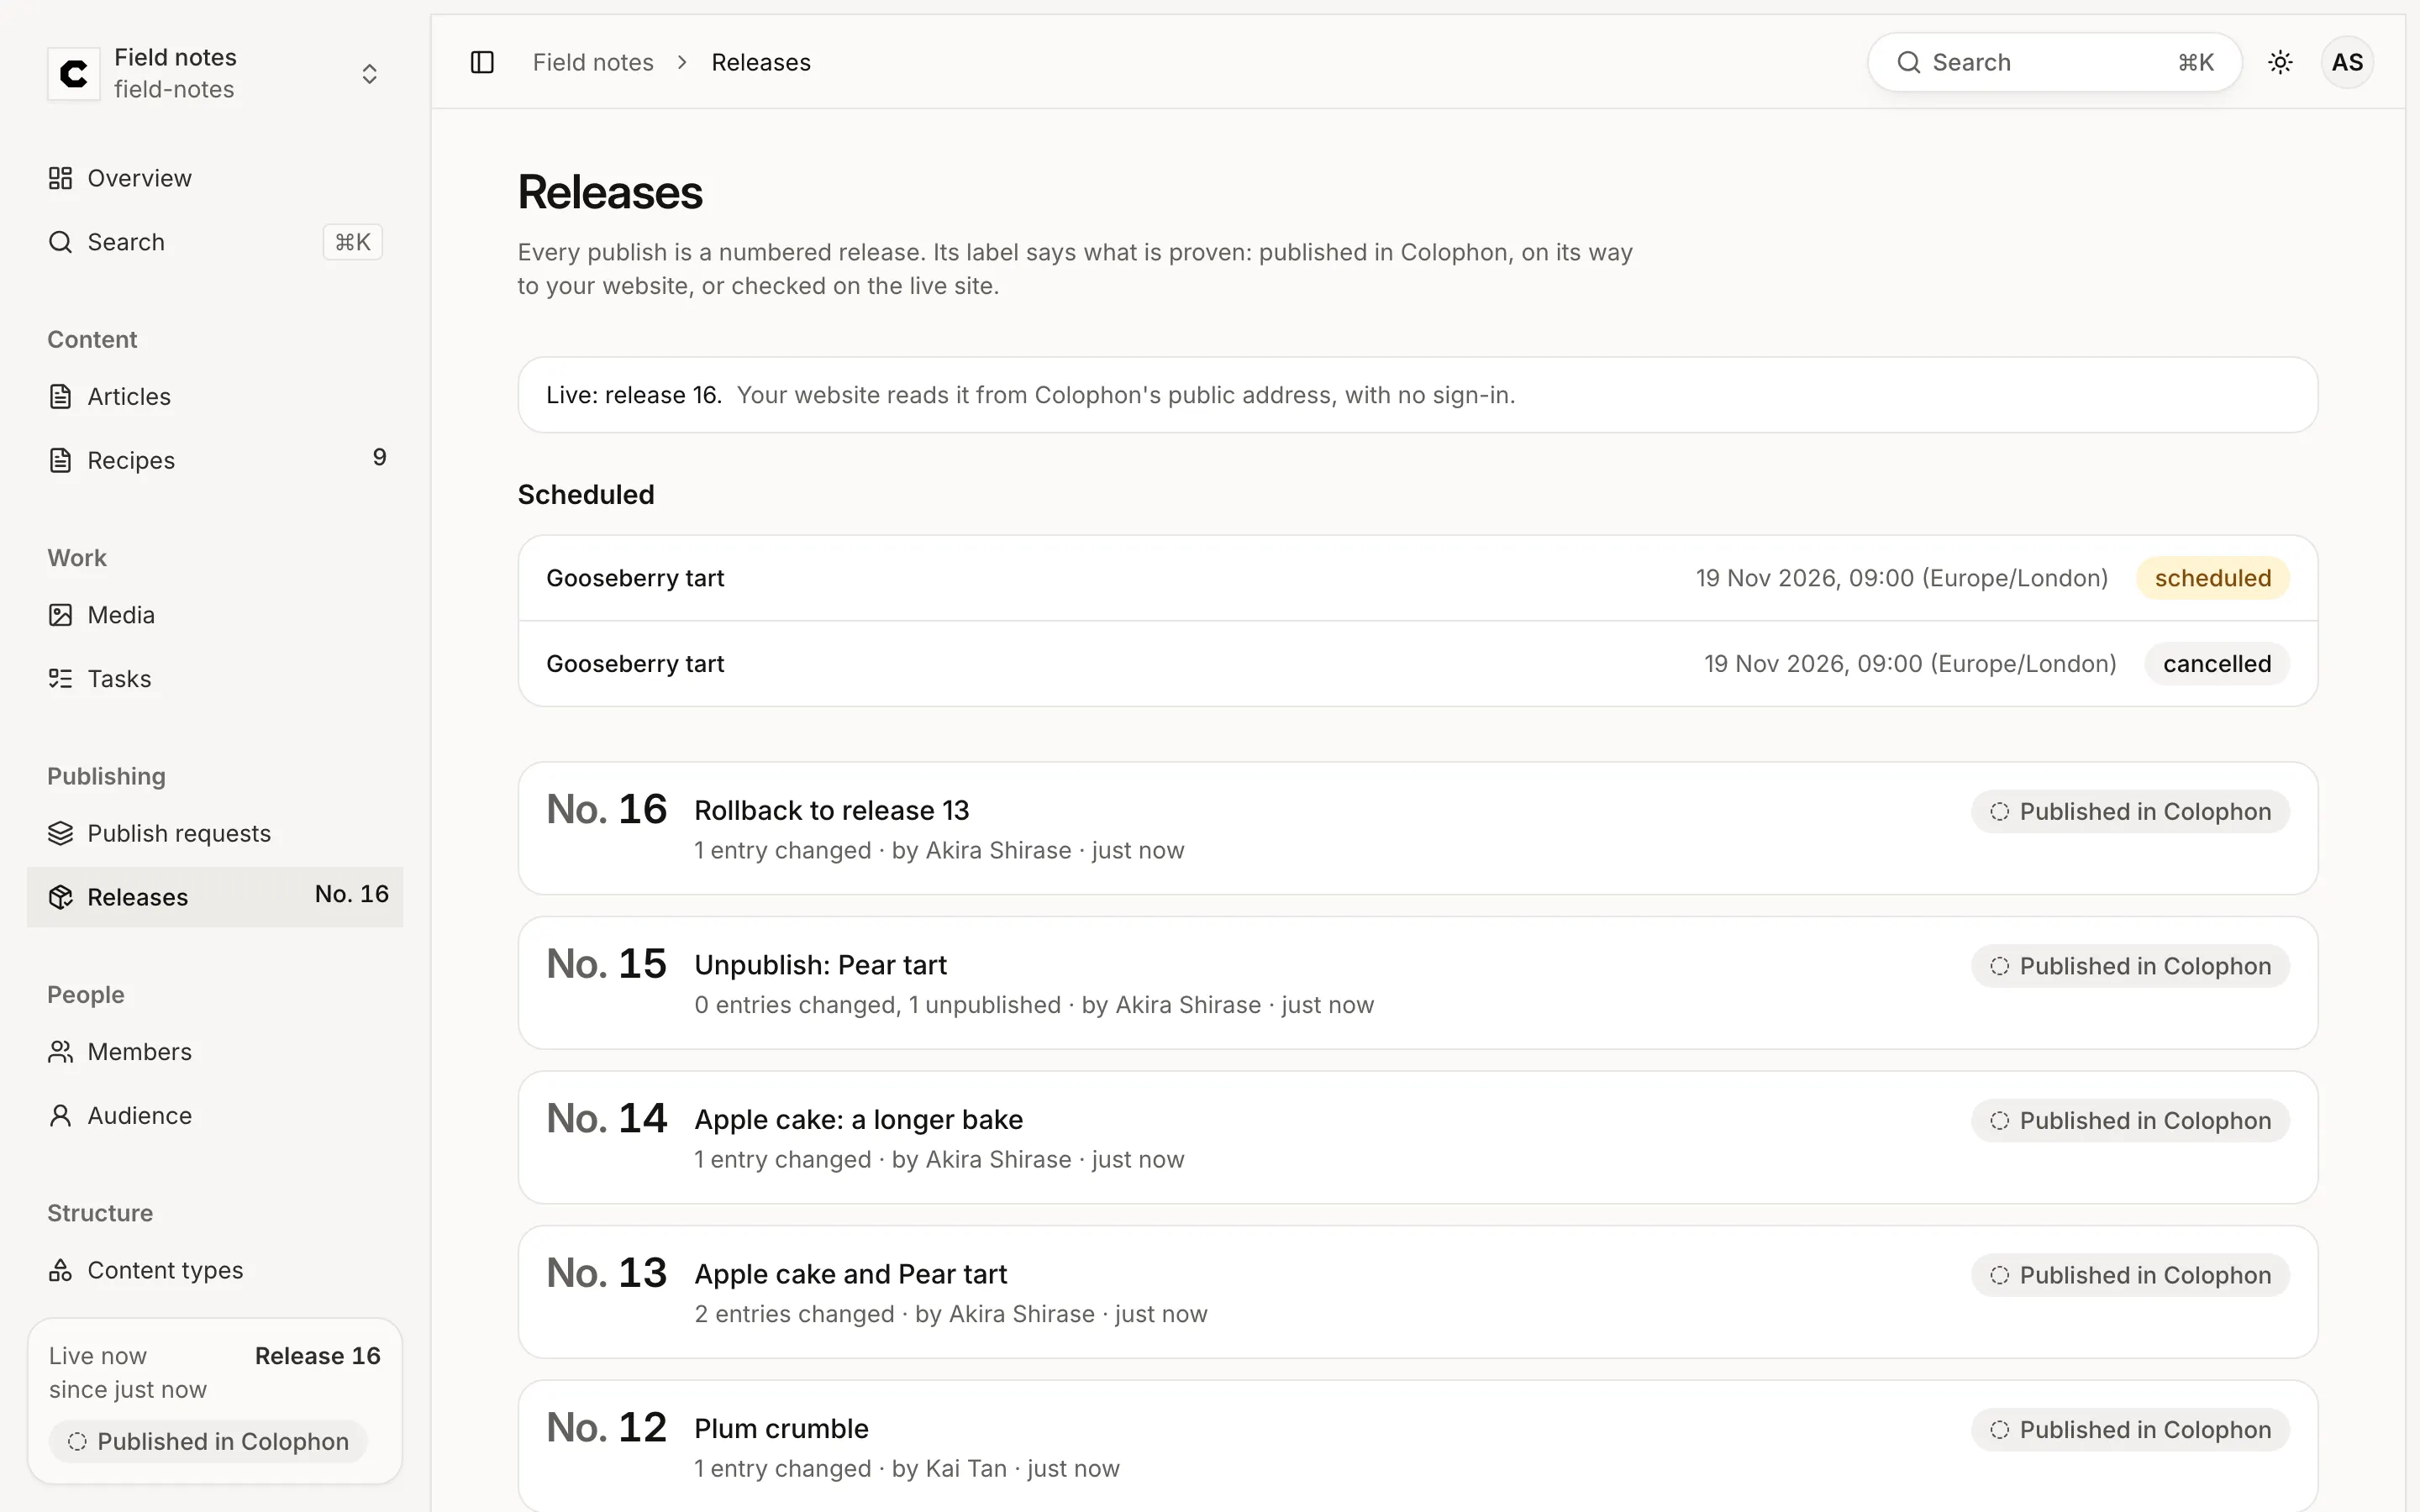 Field notes
field-notes
Overview
Search ⌘K
Content
Articles
Recipes 9
Work
Media
Tasks
Publishing
Publish requests
Releases No. 16
People
Members
Audience
Structure
Content types
Live now Release 16
since just now
Published in Colophon
Field notes > Releases
Search ⌘K
AS
Releases
Every publish is a numbered release. Its label says what is proven: published in Colophon, on its way
to your website, or checked on the live site.
Live: release 16. Your website reads it from Colophon's public address, with no sign-in.
Scheduled
Gooseberry tart 19 Nov 2026, 09:00 (Europe/London) scheduled
Gooseberry tart 19 Nov 2026, 09:00 (Europe/London) cancelled
No. 16 Rollback to release 13 Published in Colophon
1 entry changed · by Akira Shirase · just now
No. 15 Unpublish: Pear tart Published in Colophon
0 entries changed, 1 unpublished · by Akira Shirase · just now
No. 14 Apple cake: a longer bake Published in Colophon
1 entry changed · by Akira Shirase · just now
No. 13 Apple cake and Pear tart Published in Colophon
2 entries changed · by Akira Shirase · just now
No. 12 Plum crumble Published in Colophon
1 entry changed · by Kai Tan · just now